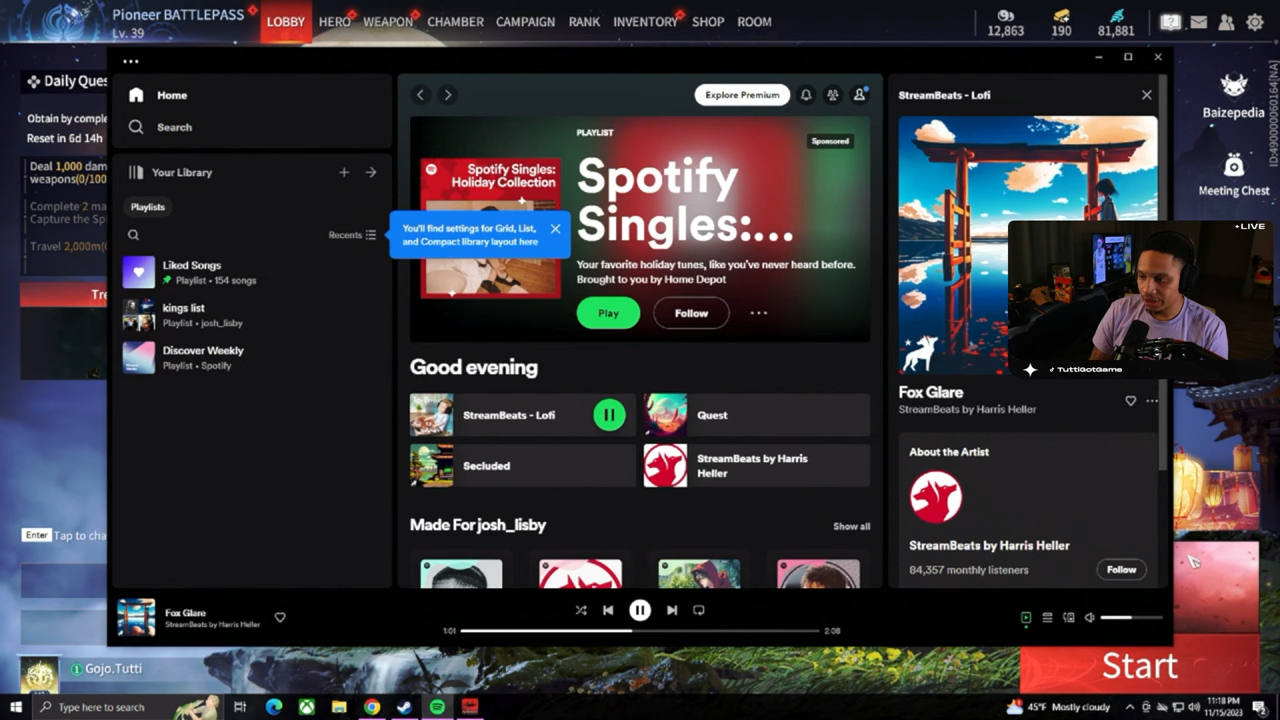 Pioneer BATTLEPASS
Lv. 39
LOBBY
HERO
WEAPON
CHAMBER
CAMPAIGN
RANK
INVENTORY
SHOP
ROOM
12,863
190
81,881
Daily Ques
Obtain by comple
Reset in 6d 14h
Deal 1,000 dam
weapons(0/100
Complete 2 ma
Capture the Sp
Travel 2,000m(0
Tre
Enter Tap to cha
Gojo.Tutti
Home
Search
Your Library
Playlists
Recents
Liked Songs
Playlist • 154 songs
kings list
Playlist • josh_lisby
Discover Weekly
Playlist • Spotify
You'll find settings for Grid, List,
and Compact library layout here
Explore Premium
PLAYLIST
Sponsored
Spotify Singles:
Holiday Collection
Spotify
Singles:...
Your favorite holiday tunes, like you've never heard before.
Brought to you by Home Depot
Play
Follow
Good evening
StreamBeats - Lofi
Quest
Secluded
StreamBeats by Harris
Heller
Made For josh_lisby
Show all
StreamBeats - Lofi
Fox Glare
StreamBeats by Harris Heller
About the Artist
StreamBeats by Harris Heller
84,357 monthly listeners
Follow
Fox Glare
StreamBeats by Harris Heller
1:01
2:08
Baizepedia
Meeting Chest
ID:490000060164[NA]
LIVE
TuttiGotGame
Start
Type here to search
45°F Mostly cloudy
11:18 PM
11/15/2023
2